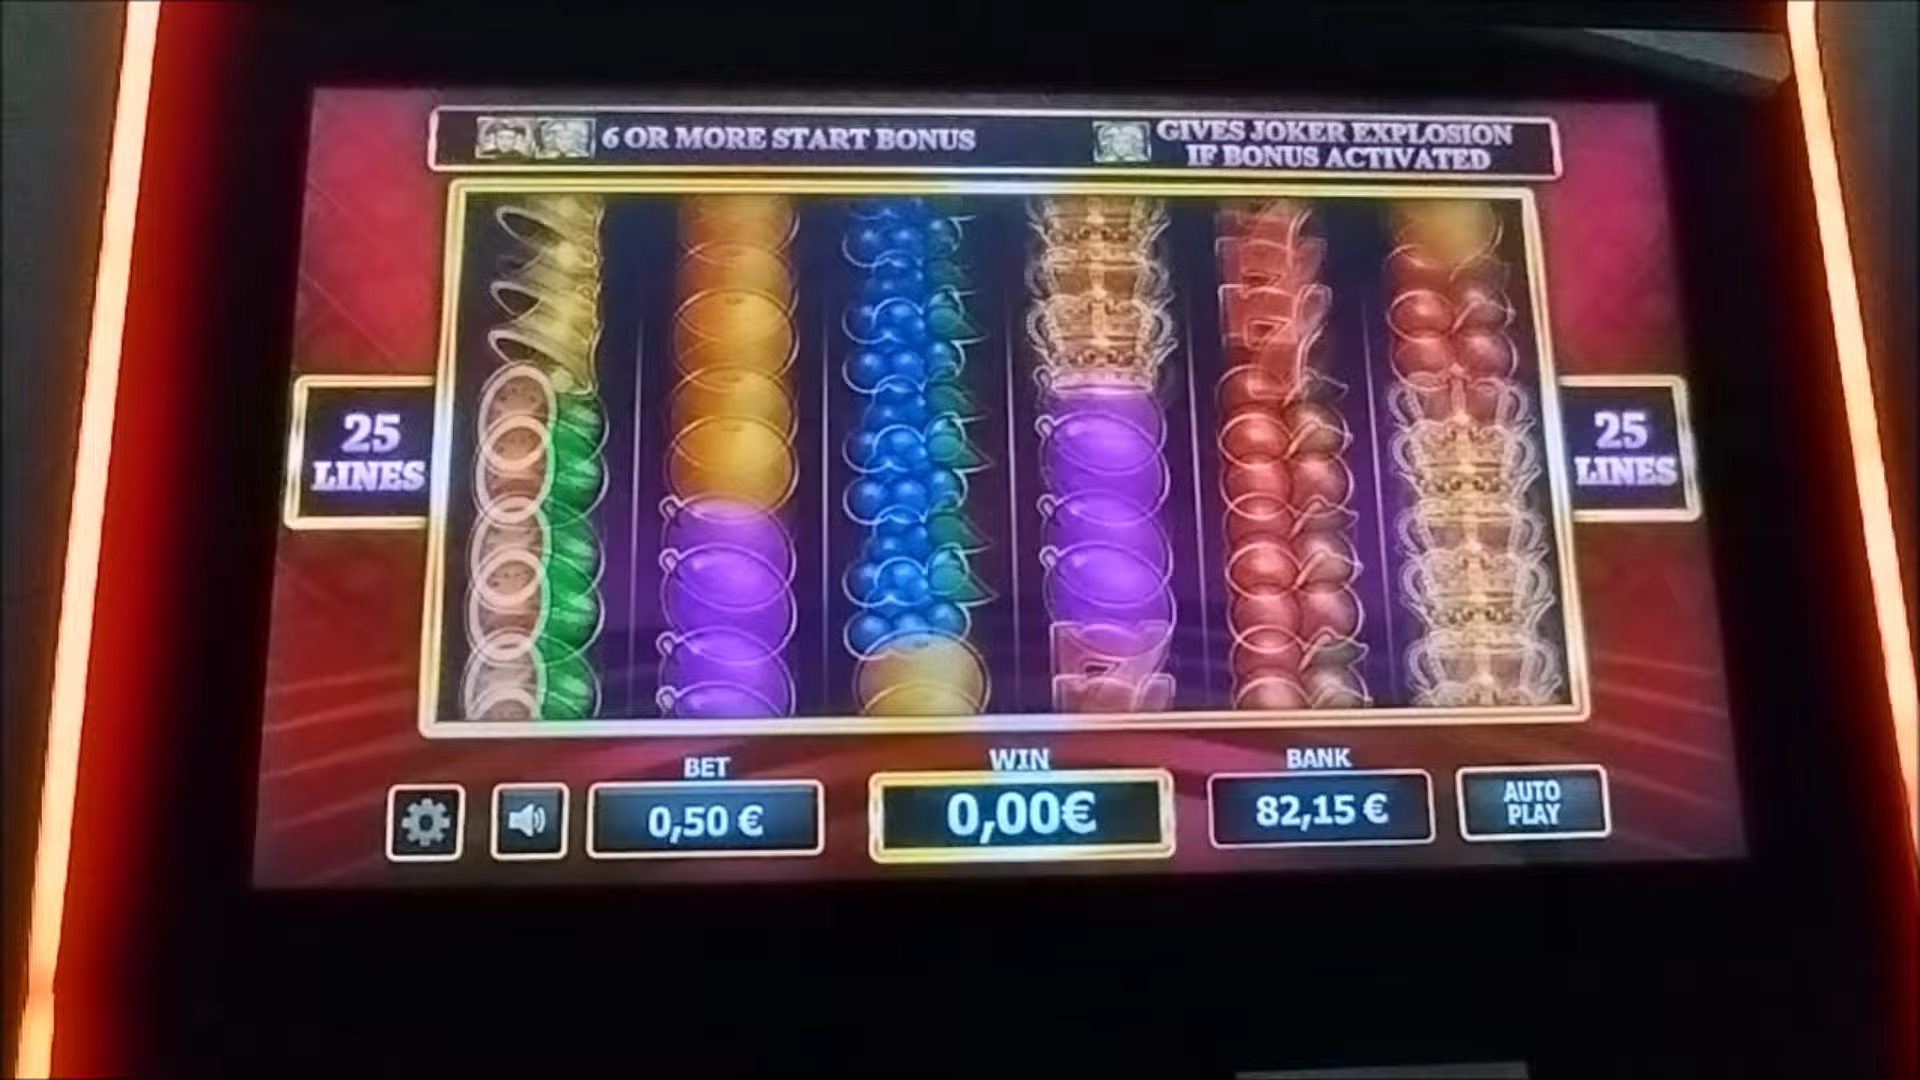 6 OR MORE START BONUS
GIVES JOKER EXPLOSION
IF BONUS ACTIVATED
25
LINES
25
LINES
BET
WIN
BANK
0,50 €
0,00€
82,15 €
AUTO
PLAY